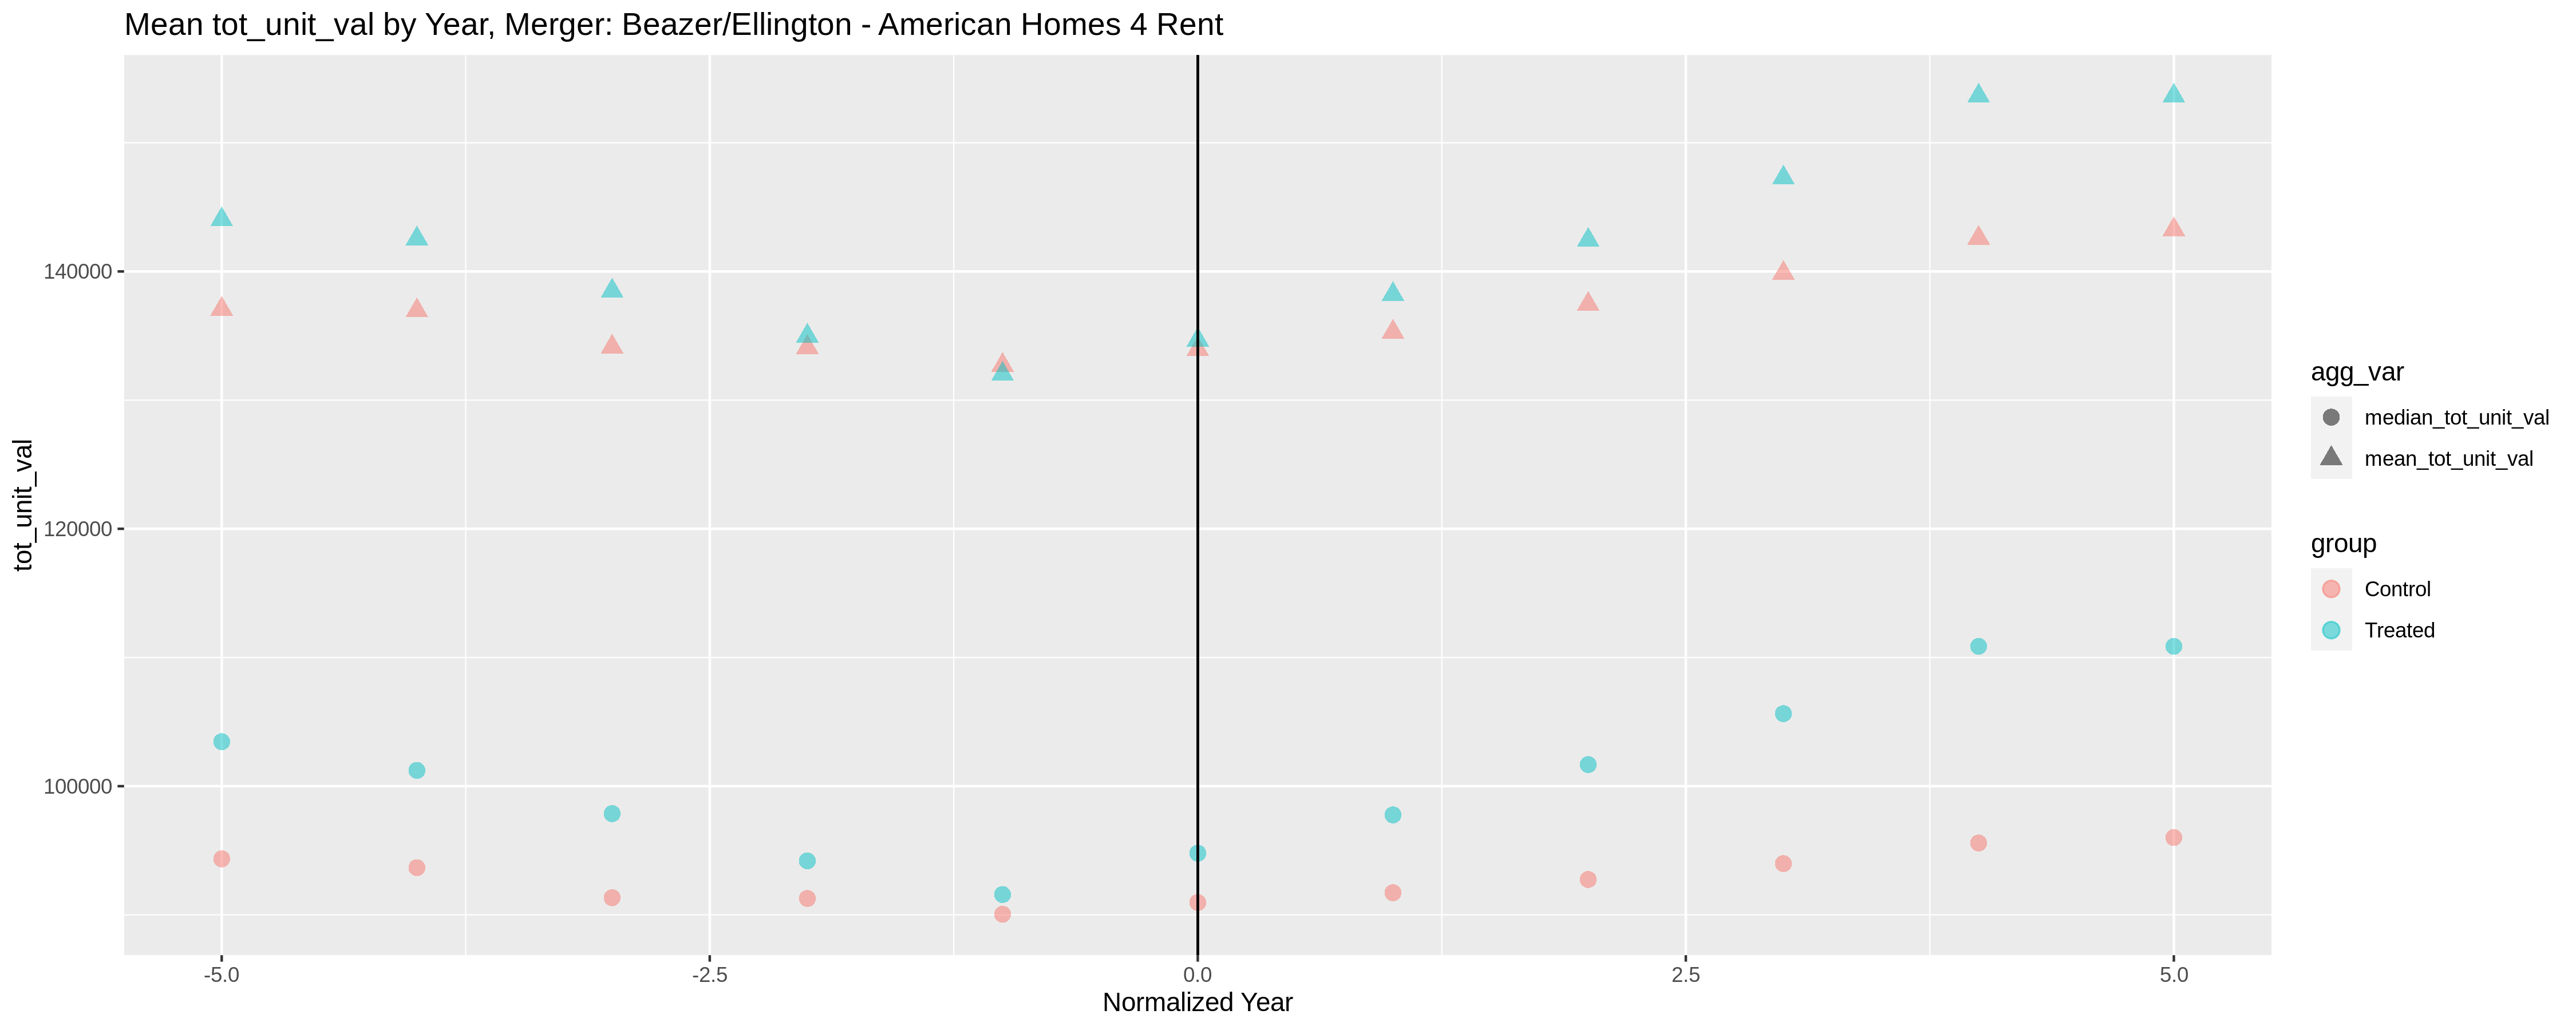 Mean tot_unit_val by Year, Merger: Beazer/Ellington - American Homes 4 Rent
tot_unit_val
140000
120000
100000
-5.0
-2.5
0.0
2.5
5.0
Normalized Year
agg_var
median_tot_unit_val
mean_tot_unit_val
group
Control
Treated